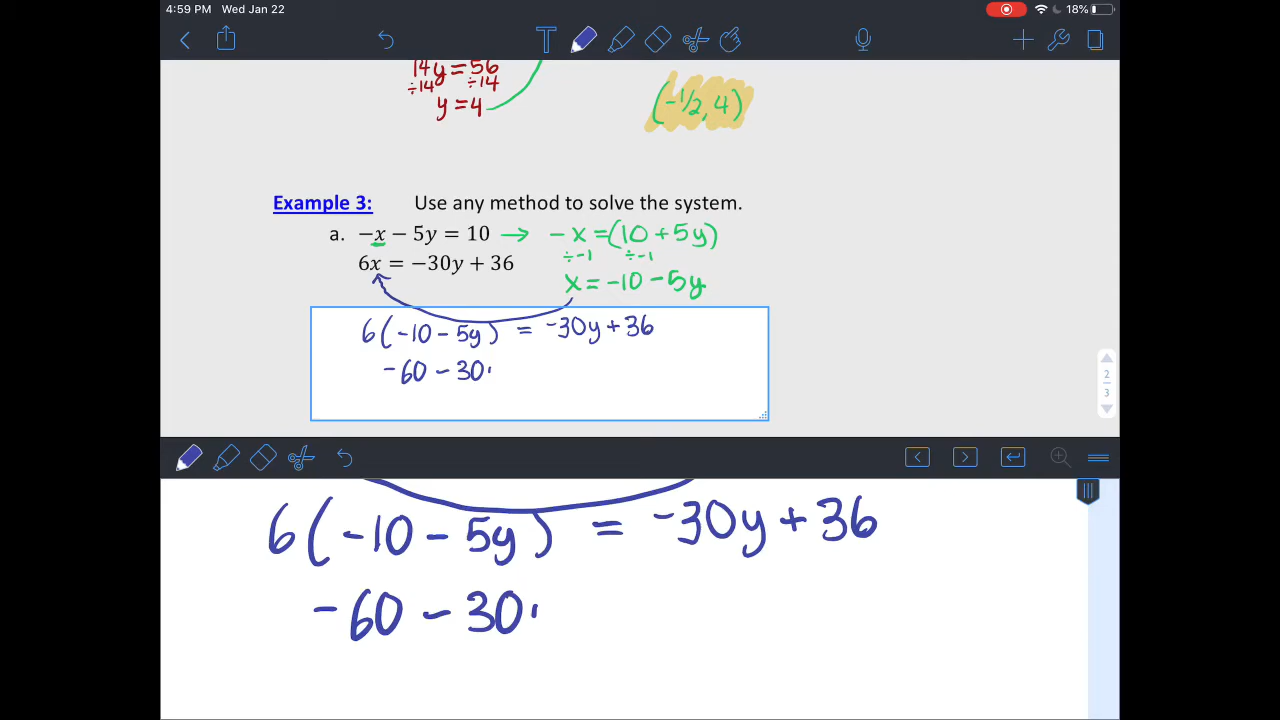 4:59 PM Wed Jan 22
18%
T
14y = 56
÷14 ÷14
y = 4
(-1/2, 4)
Example 3: Use any method to solve the system.
a. −x − 5y = 10 → -x = (10 + 5y)
÷-1 ÷-1
6x = −30y + 36
x = -10 - 5y
6(-10 - 5y) = -30y + 36
-60 - 30
2
3
6(-10 - 5y) = -30y + 36
-60 - 30